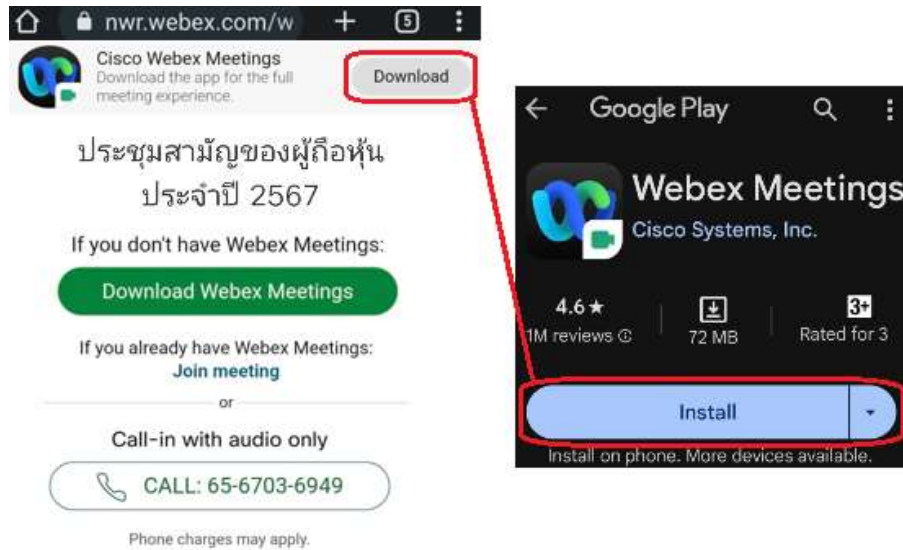 nwr.webex.com/w
5
Cisco Webex Meetings
Download the app for the full
meeting experience.
Download
ประชุมสามัญของผู้ถือหุ้น
ประจำปี 2567
If you don't have Webex Meetings:
Download Webex Meetings
If you already have Webex Meetings:
Join meeting
or
Call-in with audio only
CALL: 65-6703-6949
Phone charges may apply.
Google Play
Webex Meetings
Cisco Systems, Inc.
4.6★
1M reviews
72 MB
3+
Rated for 3
Install
Install on phone. More devices available.